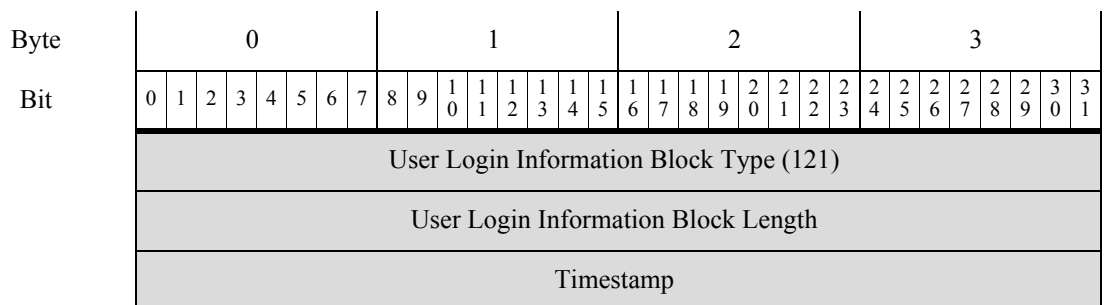 Byte 0 1 2 3
Bit 0 1 2 3 4 5 6 7 8 9 10 11 12 13 14 15 16 17 18 19 20 21 22 23 24 25 26 27 28 29 30 31
User Login Information Block Type (121)
User Login Information Block Length
Timestamp